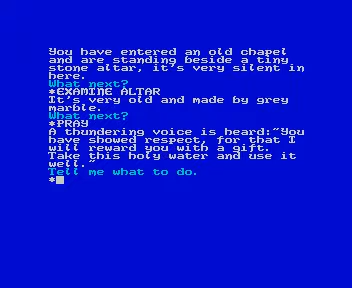 You have entered an old chapel
and are standing beside a tiny
stone altar, it's very silent in
here.
What next?
*EXAMINE ALTAR
It's very old and made by grey
marble.
What next?
*PRAY
A thundering voice is heard:"You
have showed respect, for that I
will reward you with a gift.
Take this holy water and use it
well."
Tell me what to do.
*